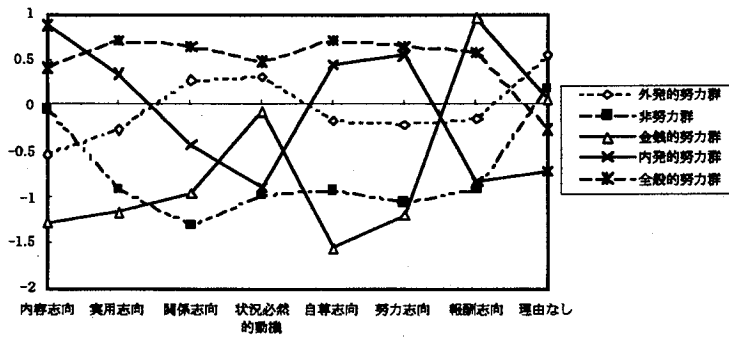 1
0.5
0
-0.5
-1
-1.5
-2
内容志向 実用志向 関係志向 状況必然 自尊志向 努力志向 報酬志向 理由なし
的動機
外発的努力群
非努力群
金銭的努力群
内発的努力群
全般的努力群